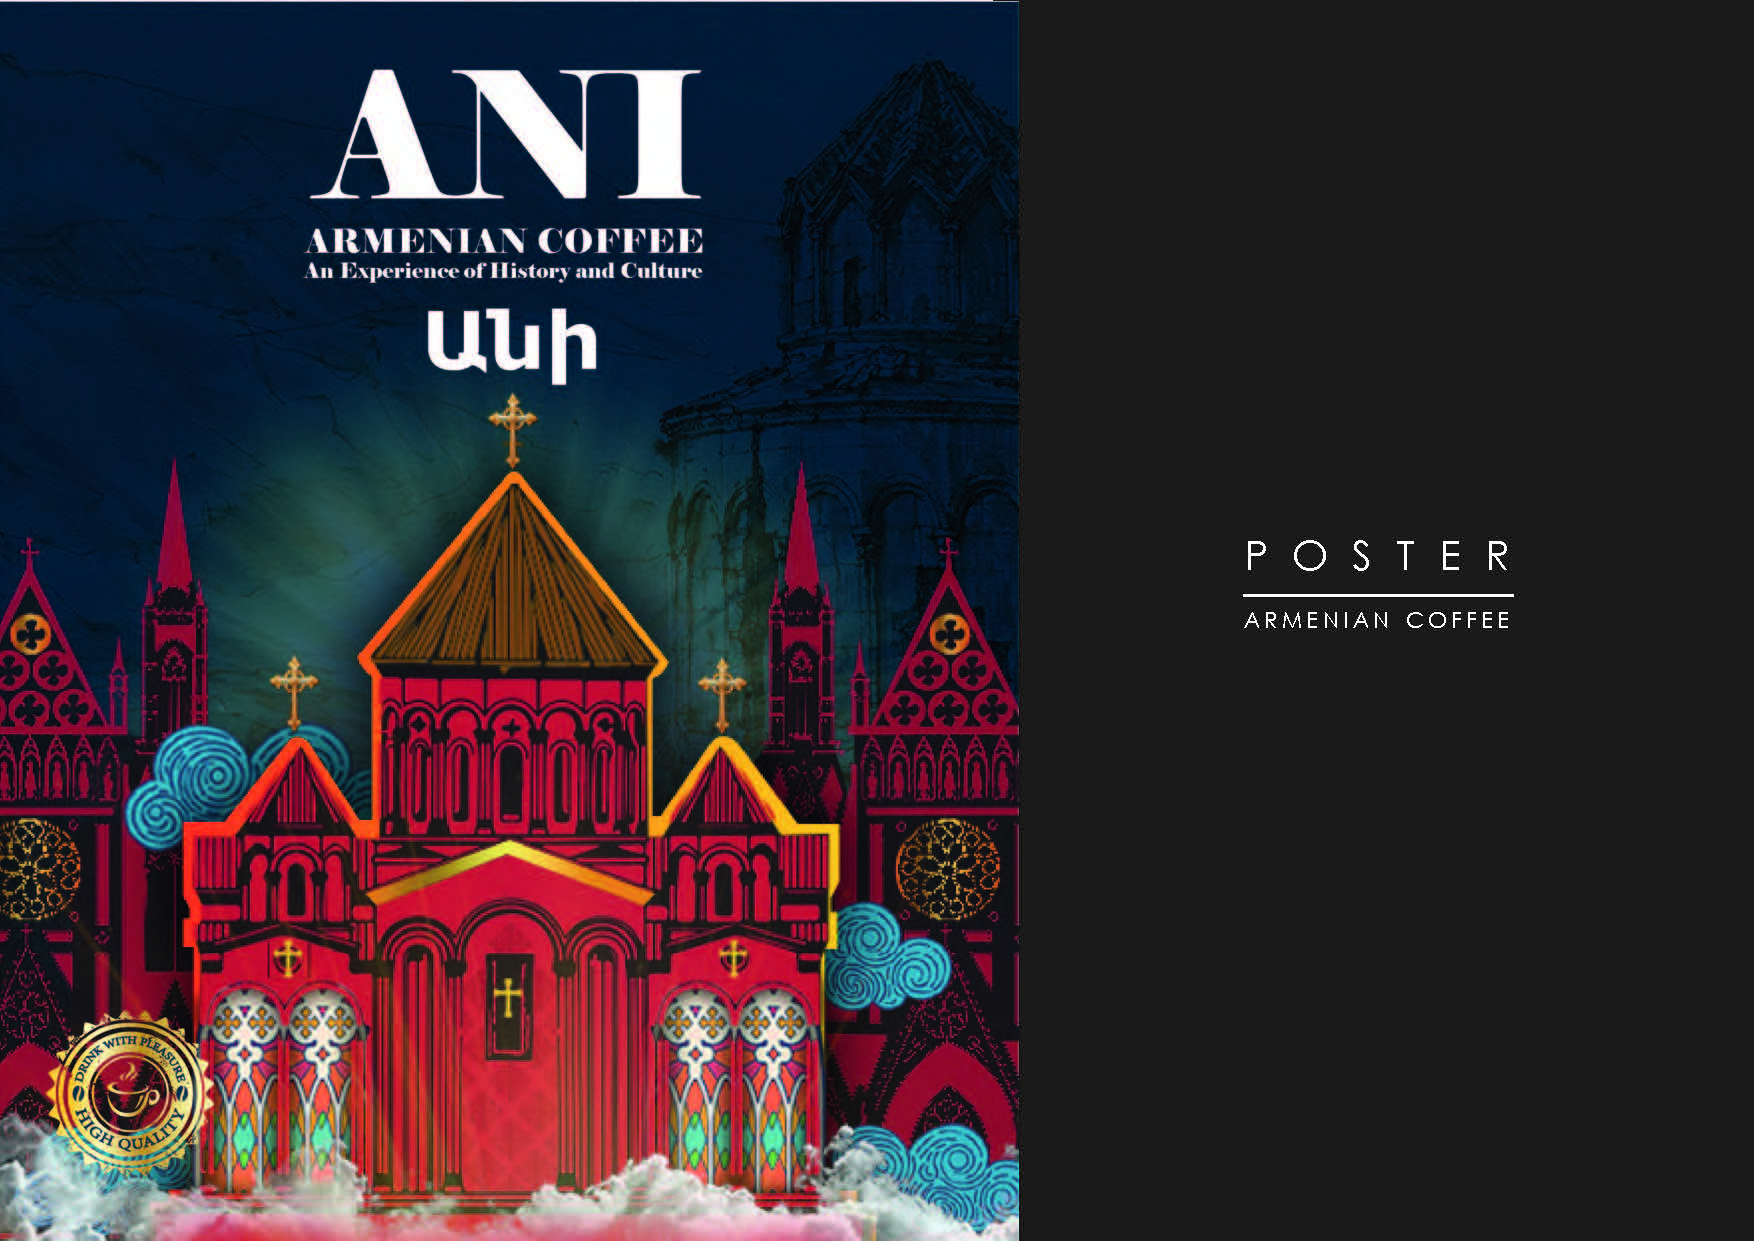 ANI
ARMENIAN COFFEE
An Experience of History and Culture
Անի
DRINK WITH PLEASURE
HIGH QUALITY
POSTER
ARMENIAN COFFEE